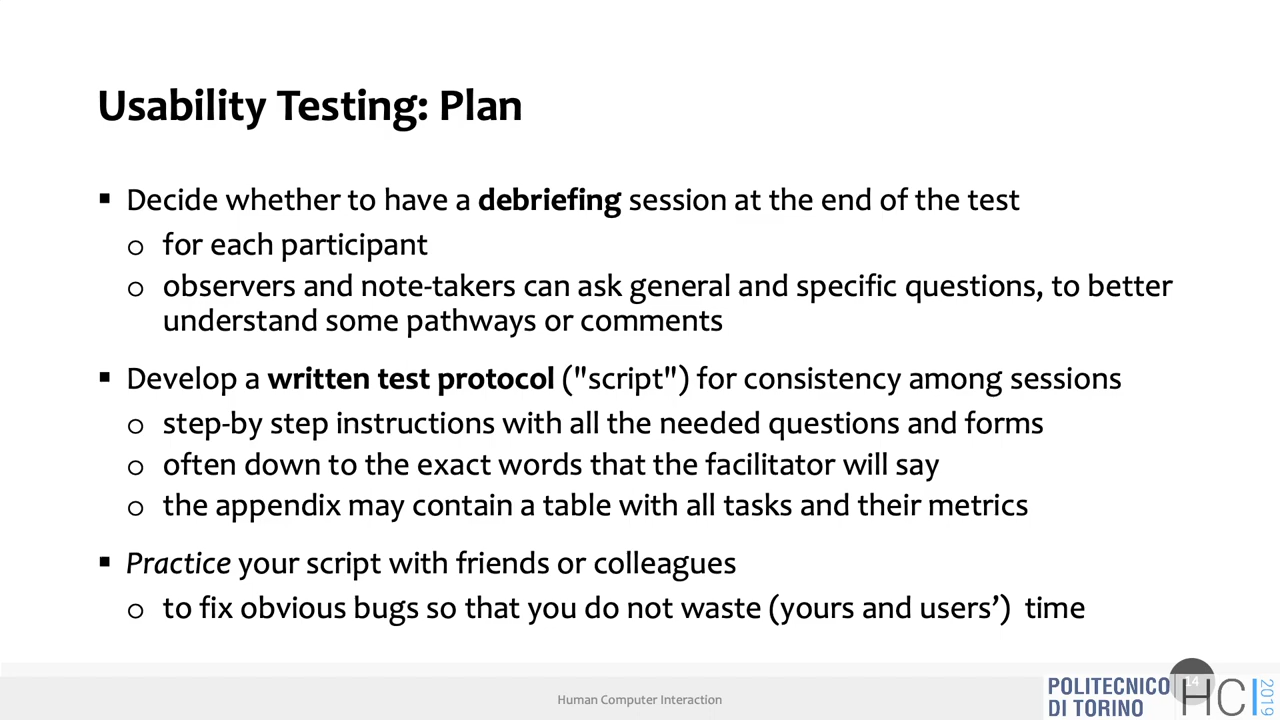 Usability Testing: Plan
▪ Decide whether to have a debriefing session at the end of the test
o for each participant
o observers and note-takers can ask general and specific questions, to better
understand some pathways or comments
▪ Develop a written test protocol ("script") for consistency among sessions
o step-by step instructions with all the needed questions and forms
o often down to the exact words that the facilitator will say
o the appendix may contain a table with all tasks and their metrics
▪ Practice your script with friends or colleagues
o to fix obvious bugs so that you do not waste (yours and users’) time
Human Computer Interaction
POLITECNICO
DI TORINO
14
HCI
2019